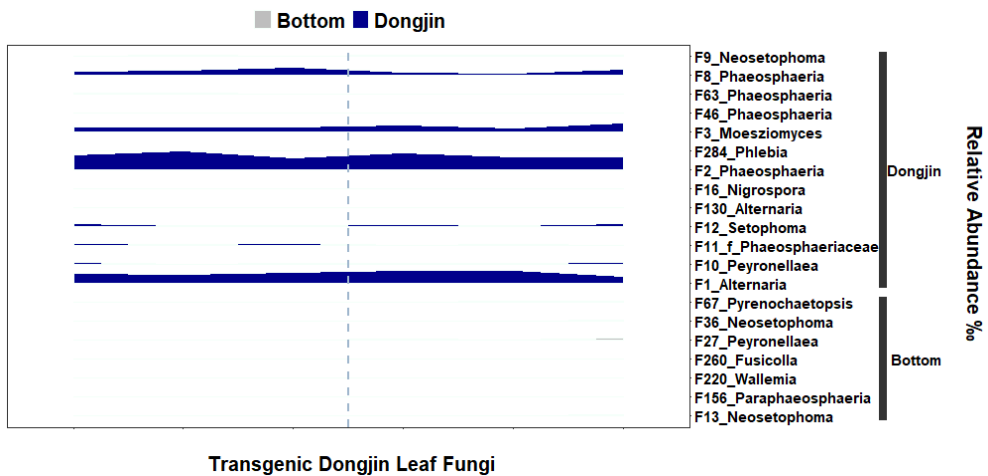 Bottom Dongjin
F9_Neosetophoma
F8_Phaeosphaeria
F63_Phaeosphaeria
F46_Phaeosphaeria
F3_Moesziomyces
F284_Phlebia
F2_Phaeosphaeria
F16_Nigrospora
F130_Alternaria
F12_Setophoma
F11_f_Phaeosphaeriaceae
F10_Peyronellaea
F1_Alternaria
F67_Pyrenochaetopsis
F36_Neosetophoma
F27_Peyronellaea
F260_Fusicolla
F220_Wallemia
F156_Paraphaeosphaeria
F13_Neosetophoma
Dongjin
Bottom
Relative Abundance ‰
Transgenic Dongjin Leaf Fungi